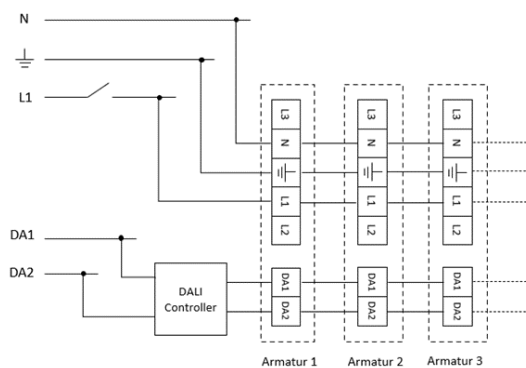 N
L1
L3 L3 L3
N N N
L1 L1 L1
L2 L2 L2
DA1
DA2
DALI
Controller
DA1 DA1 DA1
DA2 DA2 DA2
Armatur 1 Armatur 2 Armatur 3